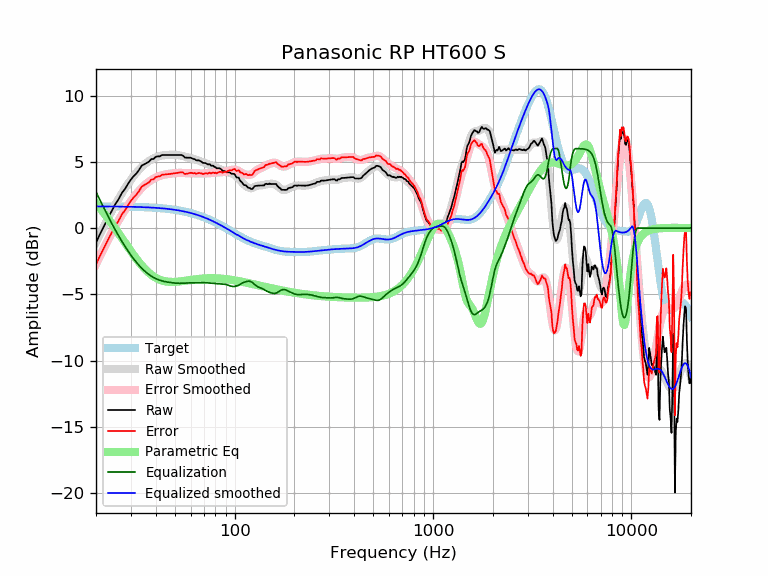 Panasonic RP HT600 S
Amplitude (dBr)
10
5
0
−5
−10
−15
−20
Target
Raw Smoothed
Error Smoothed
Raw
Error
Parametric Eq
Equalization
Equalized smoothed
100
1000
10000
Frequency (Hz)